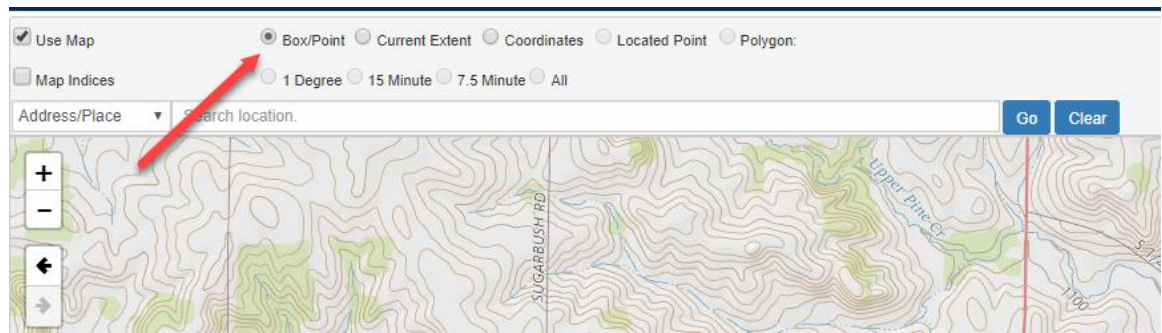 Use Map Box/Point Current Extent Coordinates Located Point Polygon:
Map Indices 1 Degree 15 Minute 7.5 Minute All
Address/Place Search location. Go Clear
+
Upper Pine Cr
−
SUGARBUSH RD
1100